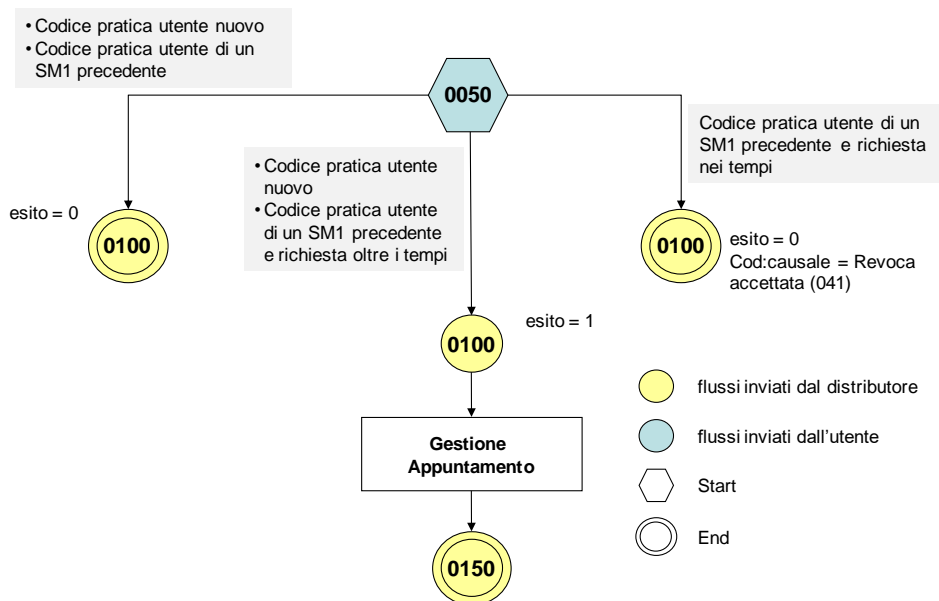 • Codice pratica utente nuovo
• Codice pratica utente di un
SM1 precedente
0050
Codice pratica utente di un
SM1 precedente e richiesta
nei tempi
• Codice pratica utente
nuovo
• Codice pratica utente
di un SM1 precedente
e richiesta oltre i tempi
esito = 0
0100
0100
esito = 0
Cod:causale = Revoca
accettata (041)
esito = 1
0100
Gestione
Appuntamento
0150
flussi inviati dal distributore
flussi inviati dall'utente
Start
End